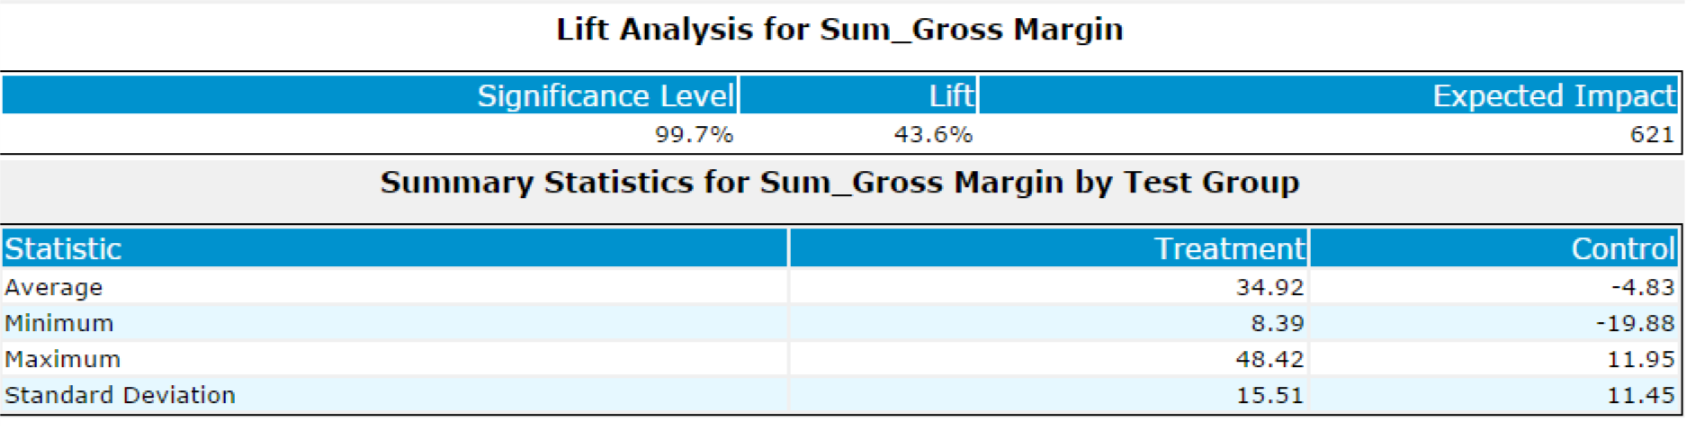 Lift Analysis for Sum_Gross Margin
Significance Level Lift Expected Impact
99.7% 43.6% 621
Summary Statistics for Sum_Gross Margin by Test Group
Statistic Treatment Control
Average 34.92 -4.83
Minimum 8.39 -19.88
Maximum 48.42 11.95
Standard Deviation 15.51 11.45